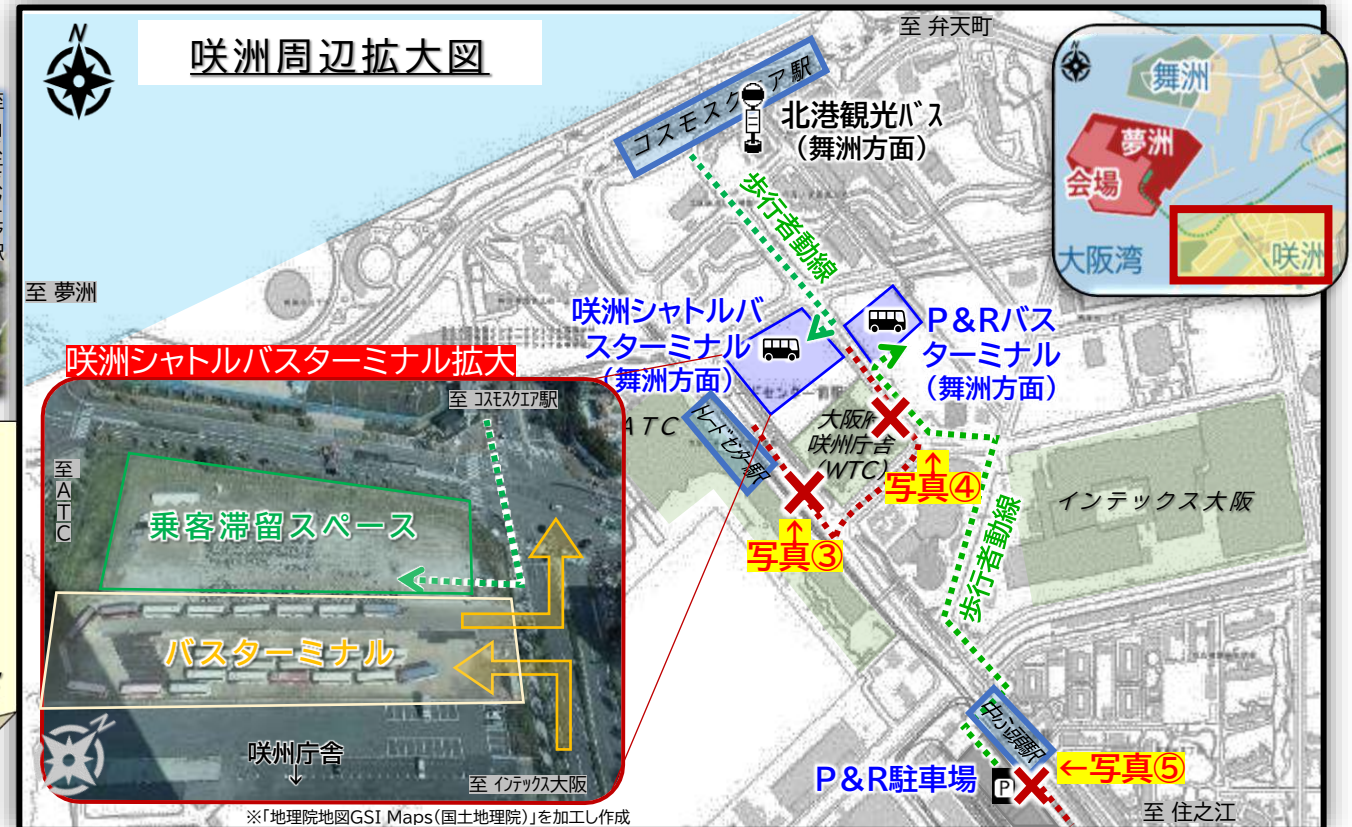 咲洲周辺拡大図
N
至 弁天町
コスモスクエア駅
北港観光バス
(舞洲方面)
歩行者動線
舞洲
夢洲
会場
大阪湾
咲洲
至 夢洲
咲洲シャトルバ
スターミナル
(舞洲方面)
P&Rバス
ターミナル
(舞洲方面)
ATC
トレードセンター前駅
大阪府
咲州庁舎
(WTC)
↑
写真④
↑
写真③
インテックス大阪
歩行者動線
中ふ頭駅
←写真⑤
P&R駐車場
P
至 住之江
咲洲シャトルバスターミナル拡大
至 コスモスクエア駅
至ATC
乗客滞留スペース
バスターミナル
N
咲州庁舎
↓
至 インテックス大阪
※「地理院地図GSI Maps(国土地理院)」を加工し作成